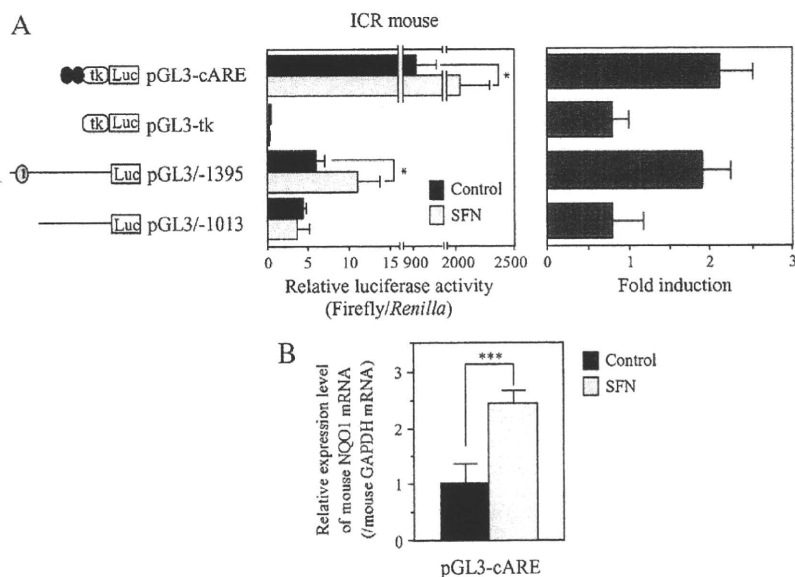 ICR mouse
A
tk Luc pGL3-cARE
tk Luc pGL3-tk
1 Luc pGL3/-1395
Luc pGL3/-1013
*
*
Control
SFN
0 5 10 15 900 2000 2500
Relative luciferase activity
(Firefly/Renilla)
0 1 2 3
Fold induction
B
Relative expression level
of mouse NQO1 mRNA
(/mouse GAPDH mRNA)
3
2
1
0
***
Control
SFN
pGL3-cARE